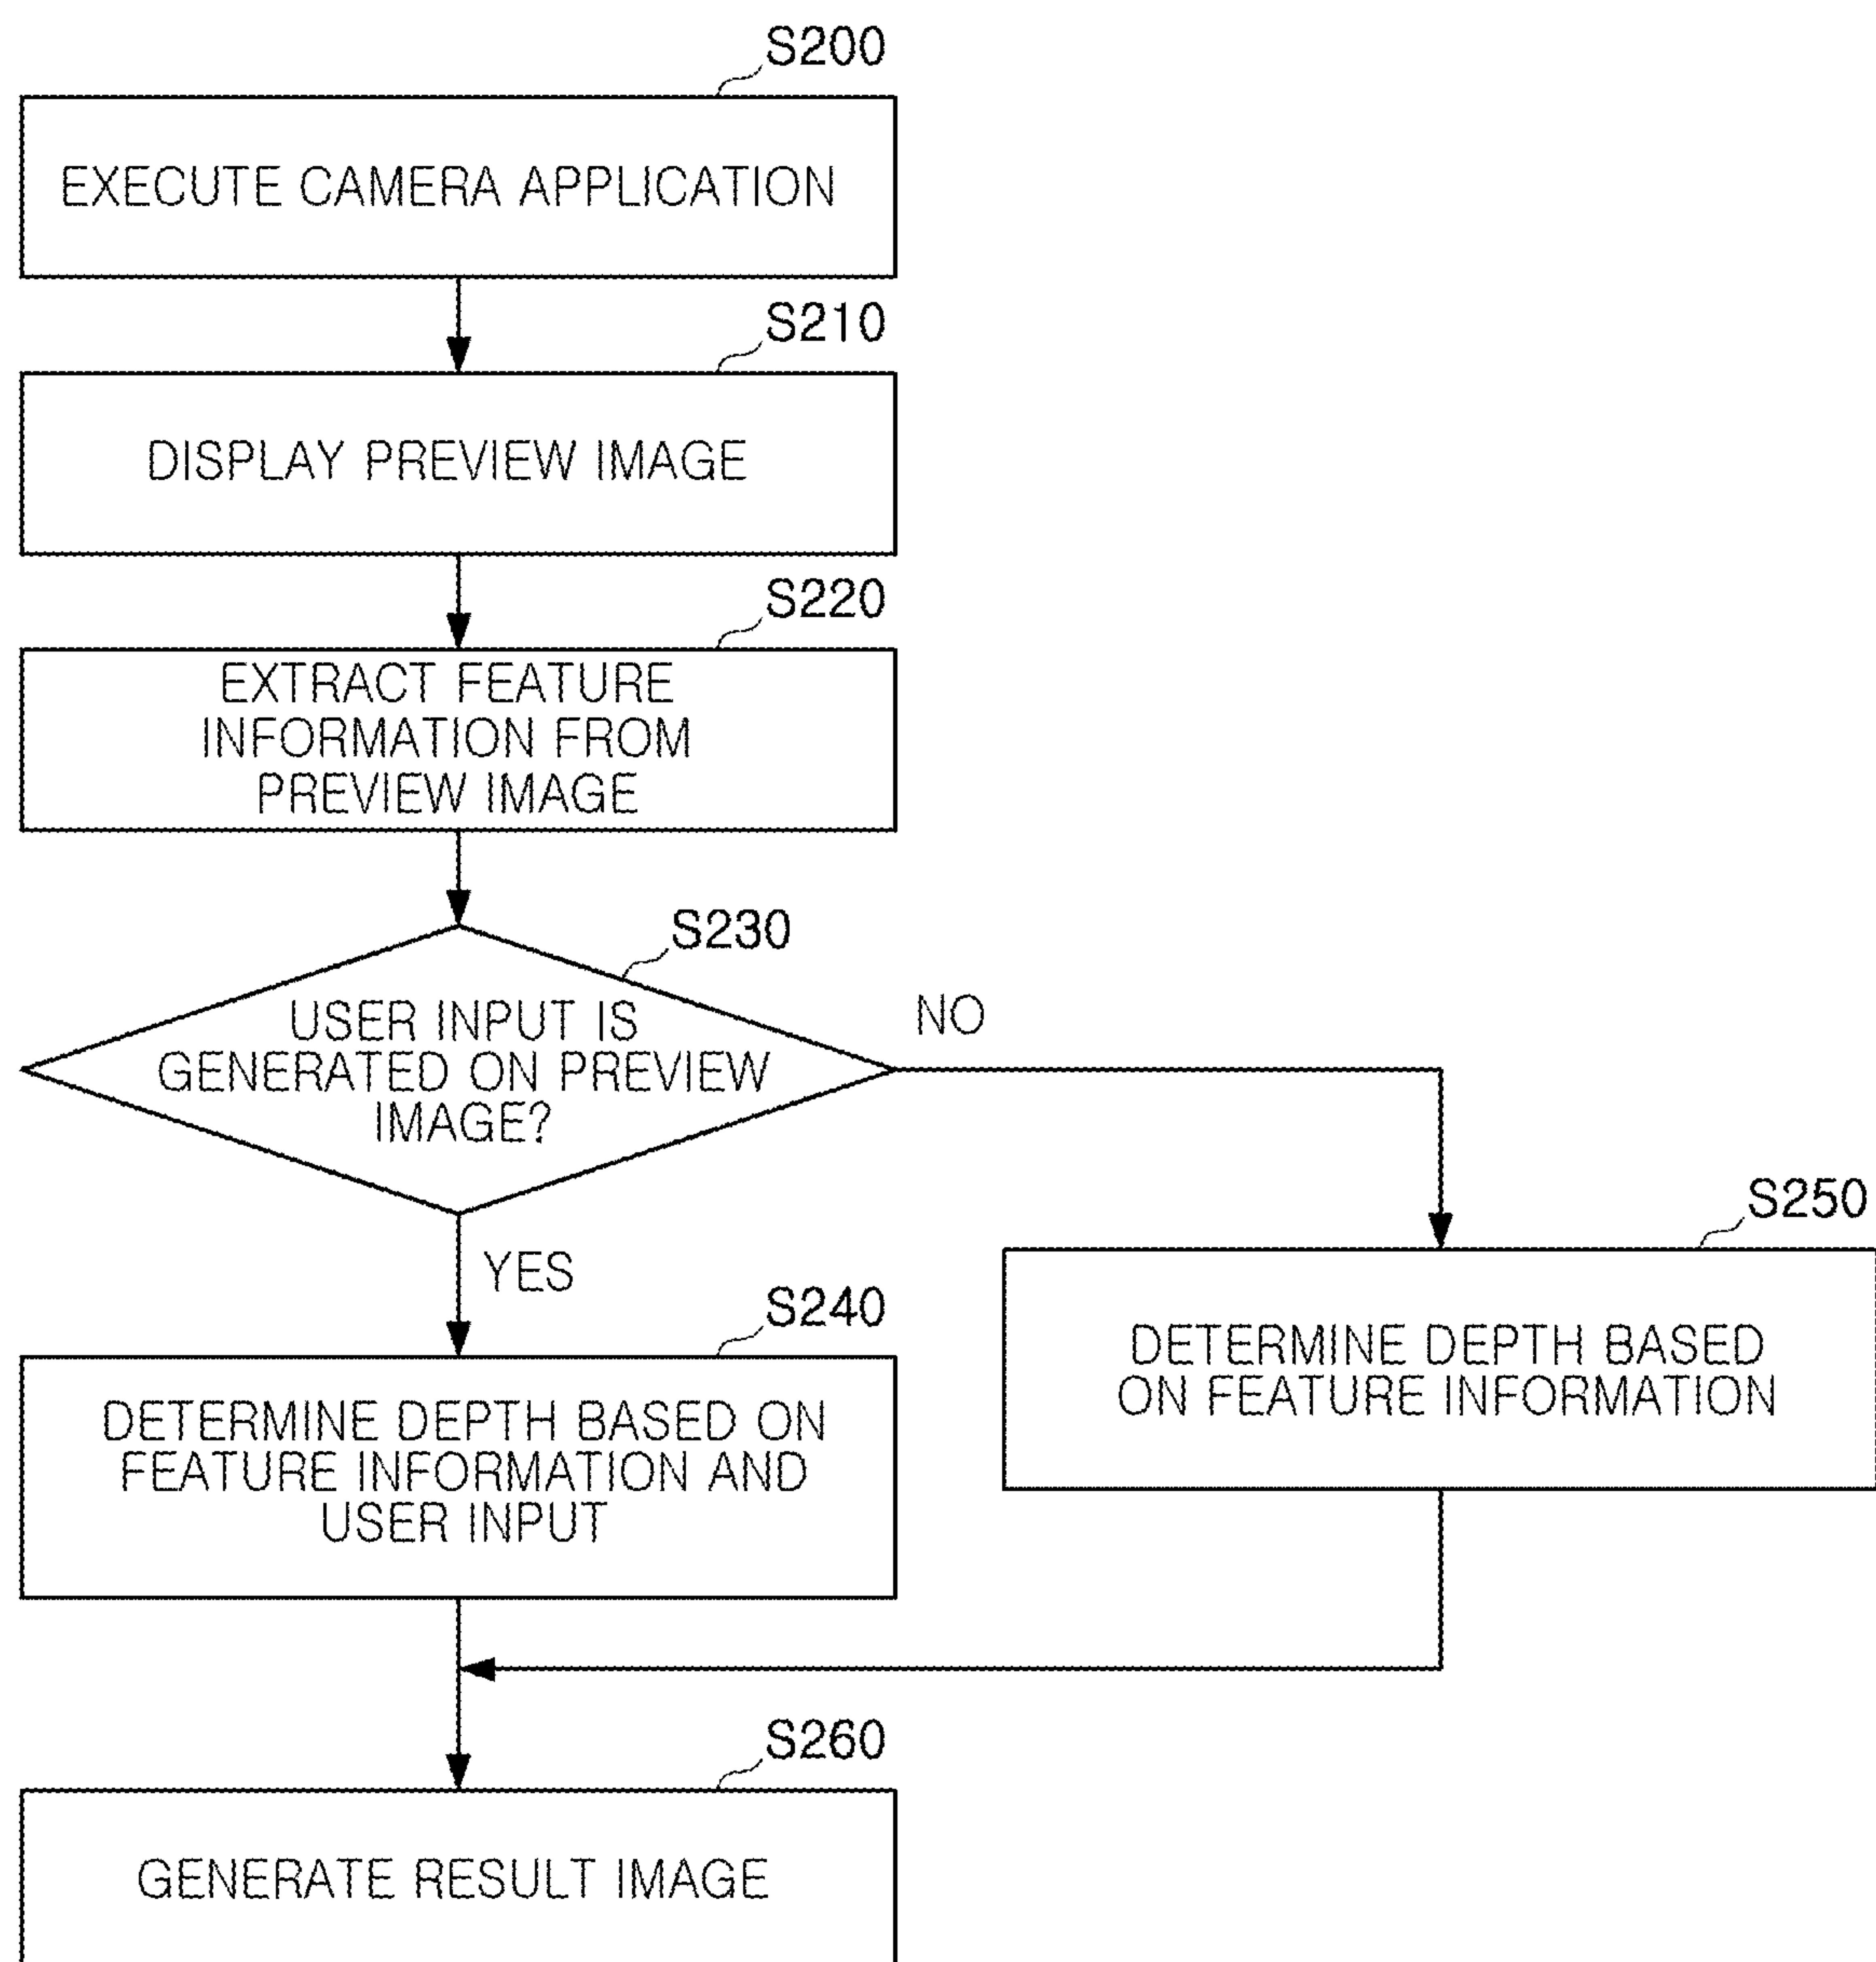 S200
EXECUTE CAMERA APPLICATION
S210
DISPLAY PREVIEW IMAGE
S220
EXTRACT FEATURE
INFORMATION FROM
PREVIEW IMAGE
S230
USER INPUT IS
GENERATED ON PREVIEW
IMAGE?
NO
YES
S240
DETERMINE DEPTH BASED ON
FEATURE INFORMATION AND
USER INPUT
S250
DETERMINE DEPTH BASED
ON FEATURE INFORMATION
S260
GENERATE RESULT IMAGE